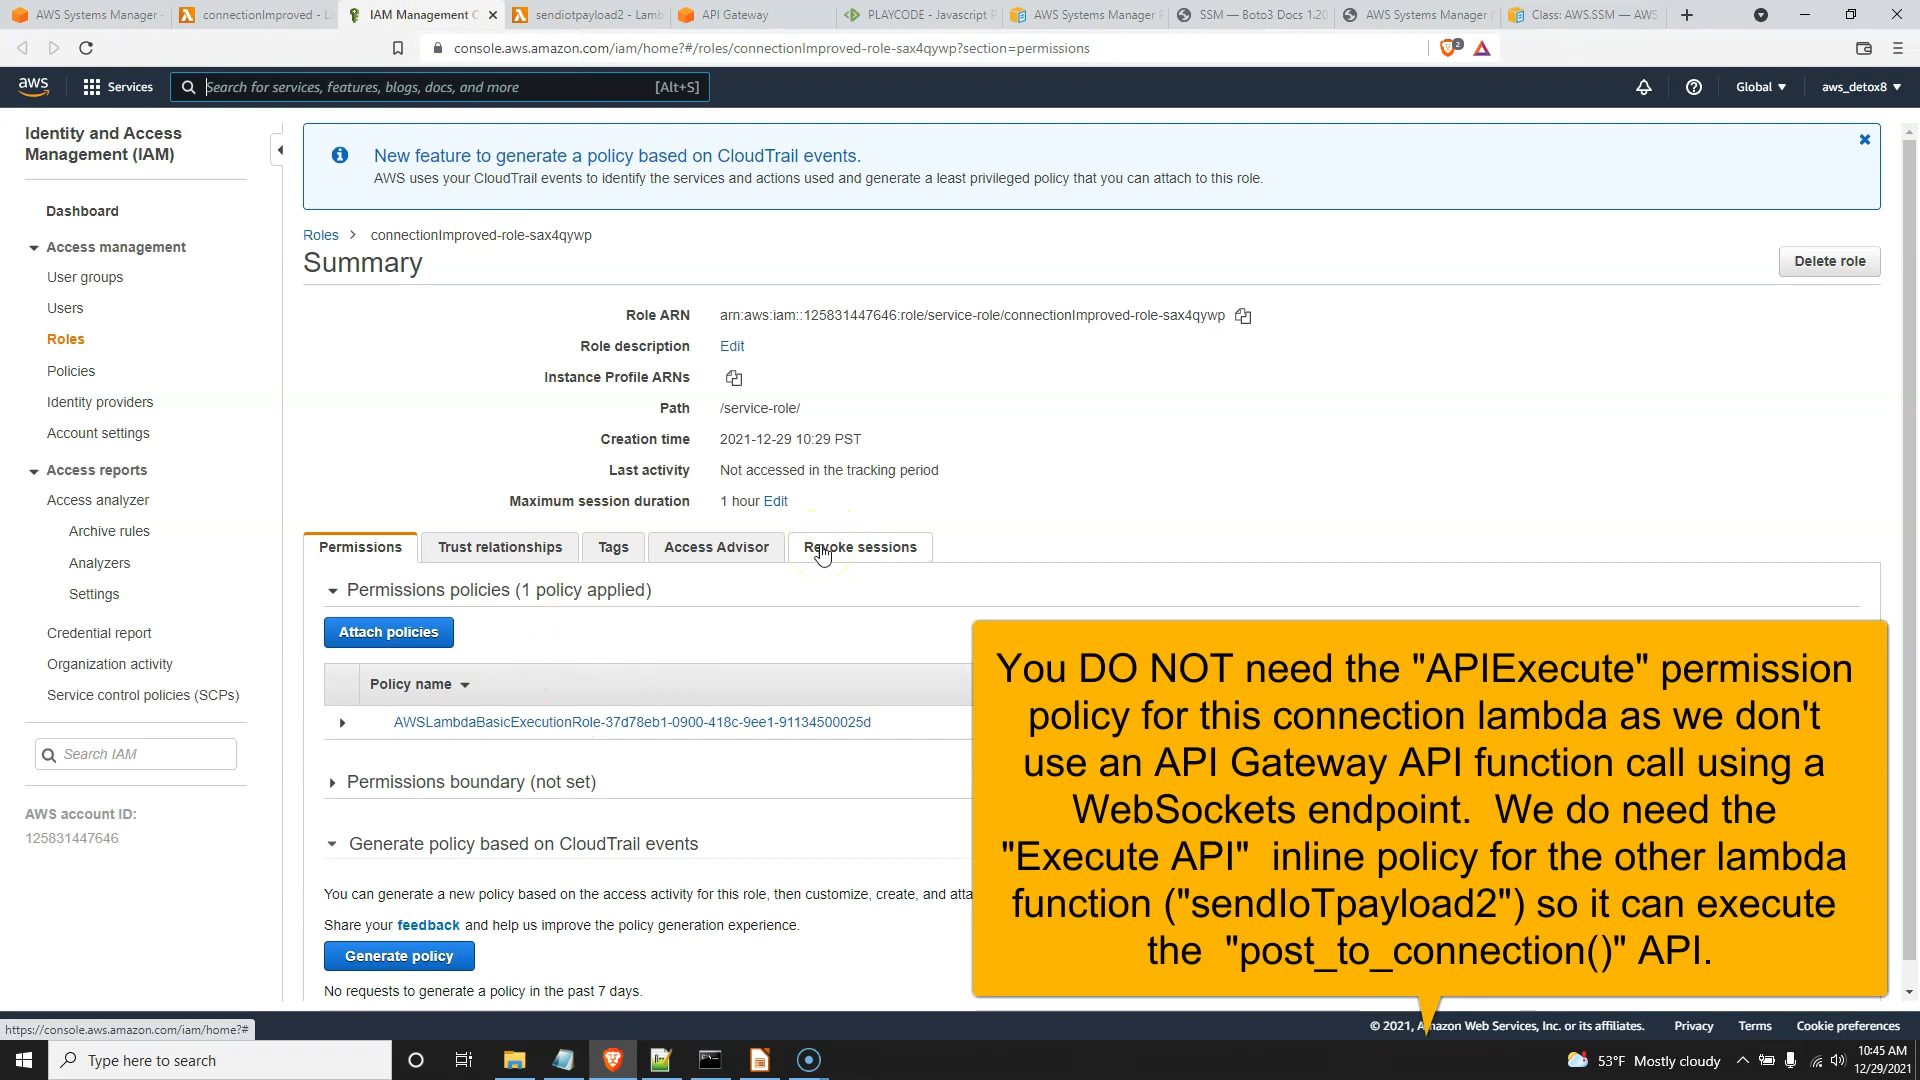 AWS Systems Manager -
connectionImproved - L
IAM Management C
sendiotpayload2 - Lamb
API Gateway
PLAYCODE - Javascript P
AWS Systems Manager P
SSM — Boto3 Docs 1.20
AWS Systems Manager (
Class: AWS.SSM — AWS
console.aws.amazon.com/iam/home?#/roles/connectionImproved-role-sax4qywp?section=permissions
2
aws
Services
Search for services, features, blogs, docs, and more
[Alt+S]
Global
aws_detox8
Identity and Access
Management (IAM)
Dashboard
Access management
User groups
Users
Roles
Policies
Identity providers
Account settings
Access reports
Access analyzer
Archive rules
Analyzers
Settings
Credential report
Organization activity
Service control policies (SCPs)
Search IAM
AWS account ID:
125831447646
New feature to generate a policy based on CloudTrail events.
AWS uses your CloudTrail events to identify the services and actions used and generate a least privileged policy that you can attach to this role.
Roles > connectionImproved-role-sax4qywp
Summary
Delete role
Role ARN arn:aws:iam::125831447646:role/service-role/connectionImproved-role-sax4qywp
Role description Edit
Instance Profile ARNs
Path /service-role/
Creation time 2021-12-29 10:29 PST
Last activity Not accessed in the tracking period
Maximum session duration 1 hour Edit
Permissions
Trust relationships
Tags
Access Advisor
Revoke sessions
Permissions policies (1 policy applied)
Attach policies
Policy name
AWSLambdaBasicExecutionRole-37d78eb1-0900-418c-9ee1-91134500025d
Permissions boundary (not set)
Generate policy based on CloudTrail events
You can generate a new policy based on the access activity for this role, then customize, create, and atta
Share your feedback and help us improve the policy generation experience.
Generate policy
No requests to generate a policy in the past 7 days.
You DO NOT need the "APIExecute" permission
policy for this connection lambda as we don't
use an API Gateway API function call using a
WebSockets endpoint. We do need the
"Execute API" inline policy for the other lambda
function ("sendIoTpayload2") so it can execute
the "post_to_connection()" API.
https://console.aws.amazon.com/iam/home?#
© 2021, Amazon Web Services, Inc. or its affiliates.
Privacy
Terms
Cookie preferences
Type here to search
53°F Mostly cloudy
10:45 AM
12/29/2021